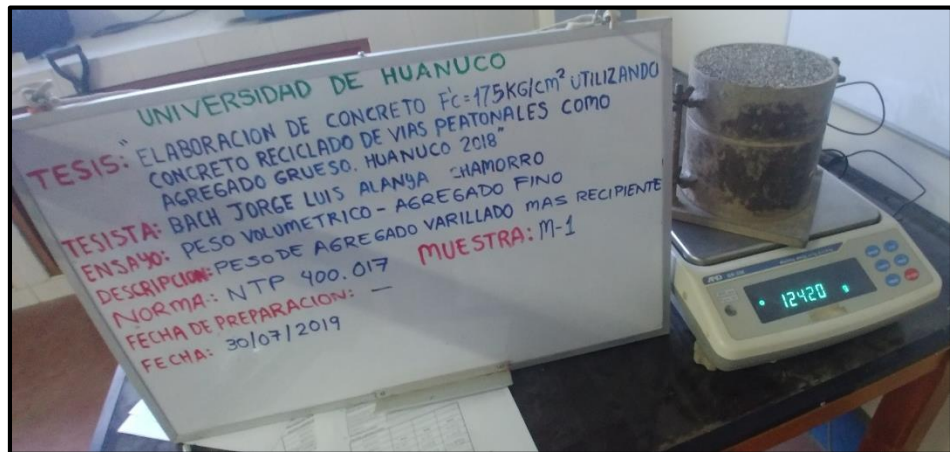 UNIVERSIDAD DE HUANUCO
TESIS: "ELABORACION DE CONCRETO F'C=175KG/CM² UTILIZANDO
CONCRETO RECICLADO DE VIAS PEATONALES COMO
AGREGADO GRUESO. HUANUCO 2018"
TESISTA: BACH JORGE LUIS ALANYA CHAMORRO
ENSAYO: PESO VOLUMETRICO - AGREGADO FINO
DESCRIPCION: PESO DE AGREGADO VARILLADO MAS RECIPIENTE
NORMA: NTP 400.017 MUESTRA: M-1
FECHA DE PREPARACION: —
FECHA: 30/07/2019
AND
12420